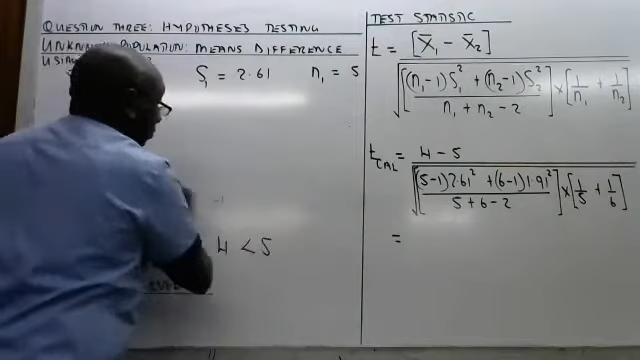 QUESTION THREE: HYPOTHESES TESTING
UNKNOWN POPULATION: MEANS DIFFERENCE
S₁ = 2.61 n₁ = 5
4 < 5
TEST STATISTIC
t = [X̄₁ - X̄₂]
√[((n₁-1)S₁² + (n₂-1)S₂²) / (n₁ + n₂ - 2)] × [1/n₁ + 1/n₂]
t CAL = 4 - 5
√[((5-1)2.61² + (6-1)1.91²) / (5 + 6 - 2)] × [1/5 + 1/6]
=